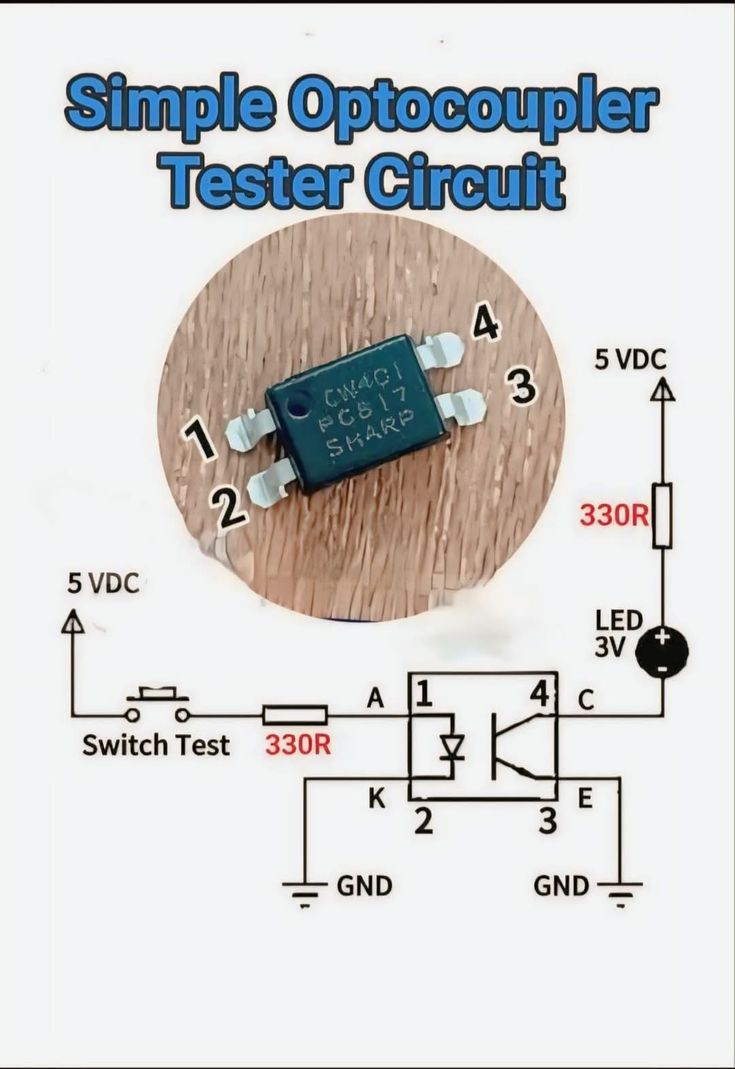 Simple Optocoupler
Tester Circuit
4
CW401
PC817
SHARP
3
1
2
5 VDC
330R
LED
3V
+
-
5 VDC
Switch Test
330R
A
1
4
C
K
2
3
E
GND
GND